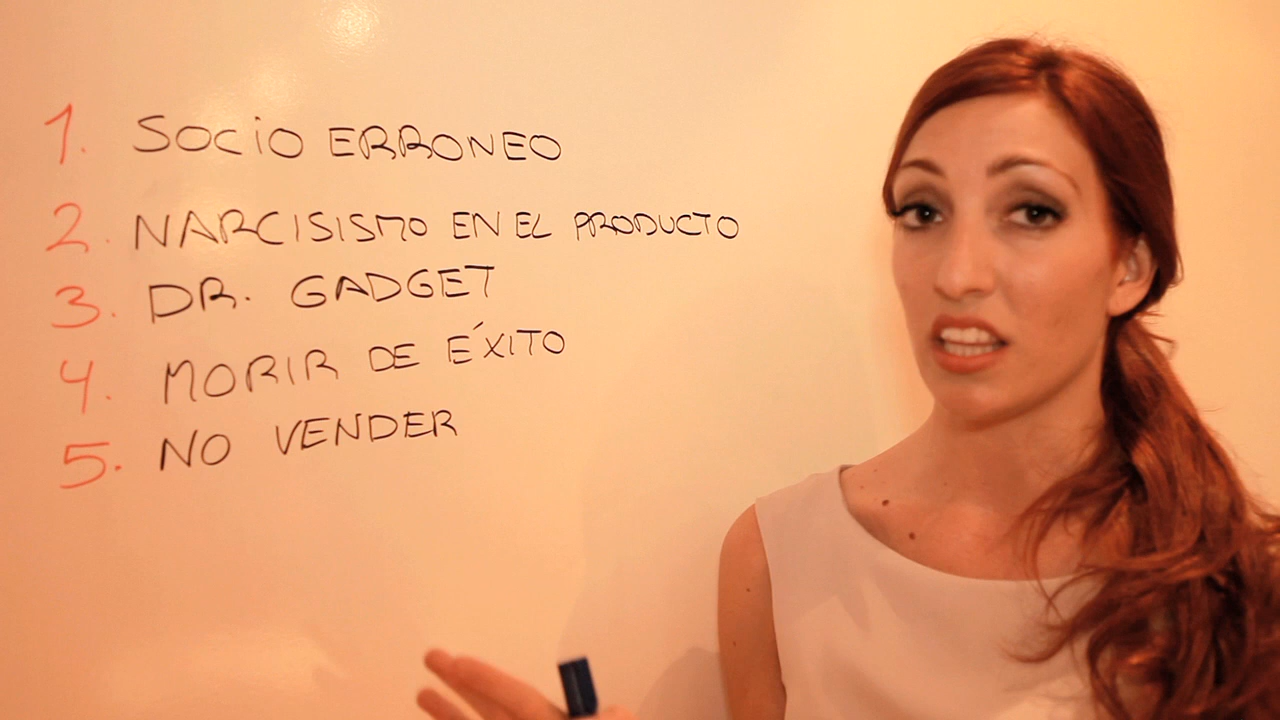 1. SOCIO ERRONEO
2. NARCISISMO EN EL PRODUCTO
3. DR. GADGET
4. MORIR DE ÉXITO
5. NO VENDER